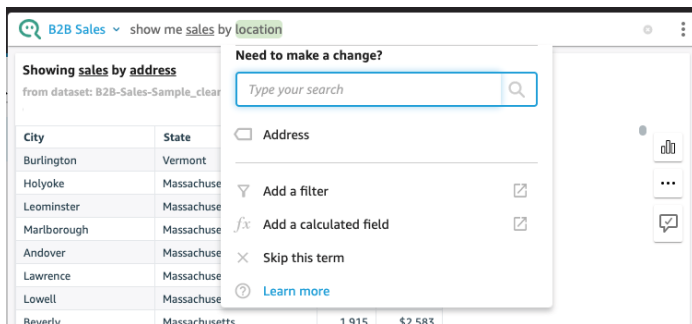 B2B Sales show me sales by location
Need to make a change?
Showing sales by address
Type your search
from dataset: B2B-Sales-Sample_clear
Address
City State
Burlington Vermont
Holyoke Massachuse
Add a filter
Leominster Massachuse
Marlborough Massachuse
fx Add a calculated field
Andover Massachuse
Skip this term
Lawrence Massachuse
Lowell Massachuse
Learn more
Beverly Massachusetts 1,915 $2,583